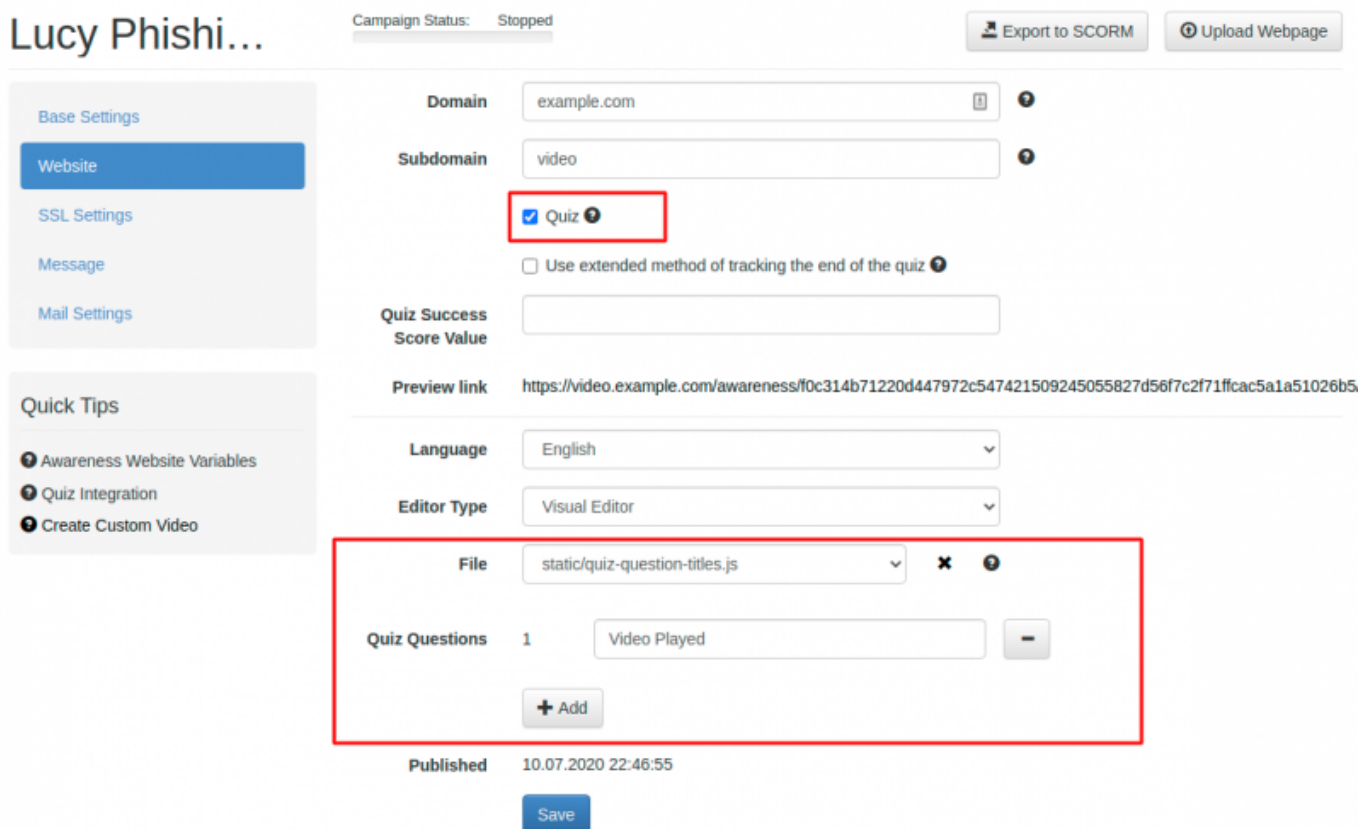 Lucy Phishi...
Campaign Status: Stopped
Export to SCORM
Upload Webpage
Base Settings
Website
SSL Settings
Message
Mail Settings
Quick Tips
Awareness Website Variables
Quiz Integration
Create Custom Video
Domain example.com
Subdomain video
Quiz
Use extended method of tracking the end of the quiz
Quiz Success
Score Value
Preview link https://video.example.com/awareness/f0c314b71220d447972c547421509245055827d56f7c2f71ffcac5a1a51026b5/
Language English
Editor Type Visual Editor
File static/quiz-question-titles.js
Quiz Questions 1 Video Played
Add
Published 10.07.2020 22:46:55
Save